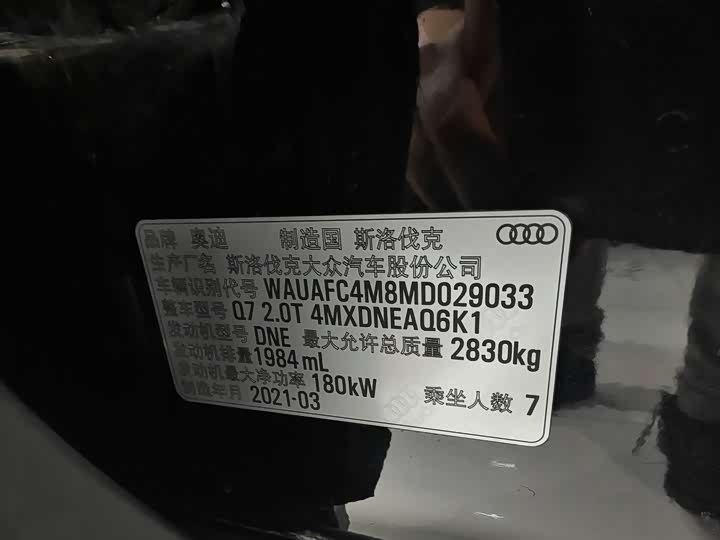 品牌 奥迪 制造国 斯洛伐克
生产厂名 斯洛伐克大众汽车股份公司
车辆识别代号 WAUAFC4M8MD029033
整车型号 Q7 2.0T 4MXDNEAQ6K1
发动机型号 DNE 最大允许总质量 2830kg
发动机排量 1984 mL
发动机最大净功率 180kW
制造年月 2021-03 乘坐人数 7